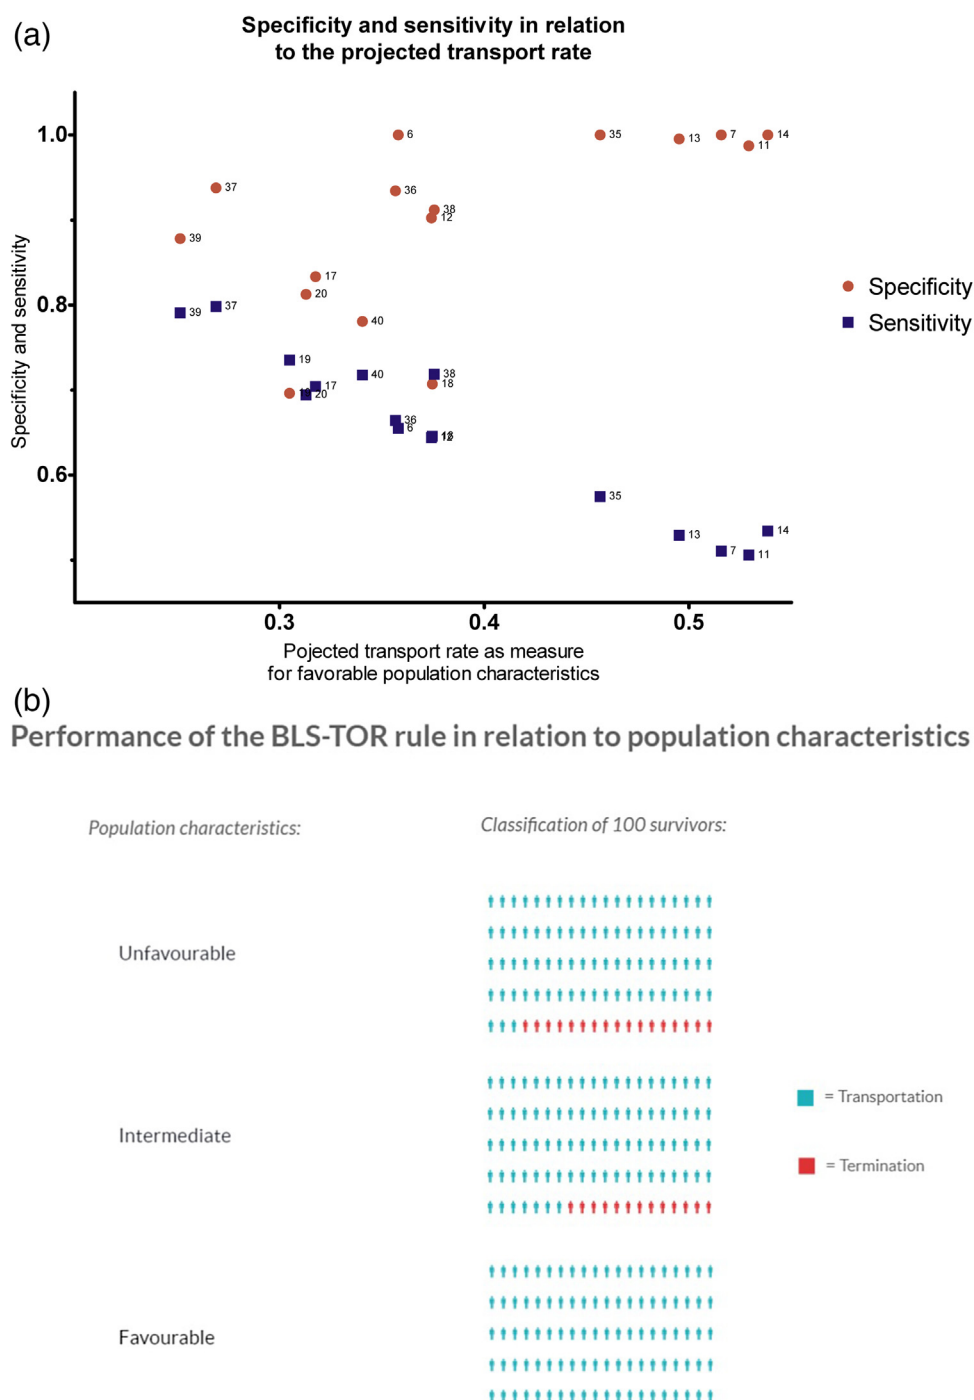 (a)
Specificity and sensitivity in relation
to the projected transport rate
Specificity and sensitivity
1.0
0.8
0.6
6
35
13
7
14
11
37
36
38
12
39
17
20
40
39
37
19
40
38
18
17
20
36
6
12
35
13
14
7
11
Specificity
Sensitivity
0.3
0.4
0.5
Pojected transport rate as measure
for favorable population characteristics
(b)
Performance of the BLS-TOR rule in relation to population characteristics
Population characteristics:
Classification of 100 survivors:
Unfavourable
Intermediate
= Transportation
= Termination
Favourable